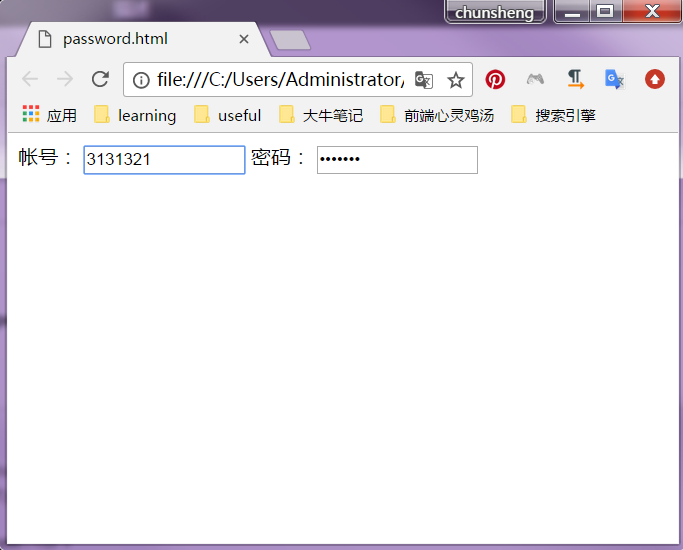 chunsheng
password.html
file:///C:/Users/Administrator/
应用 learning useful 大牛笔记 前端心灵鸡汤 搜索引擎
帐号： 3131321 密码： •••••••